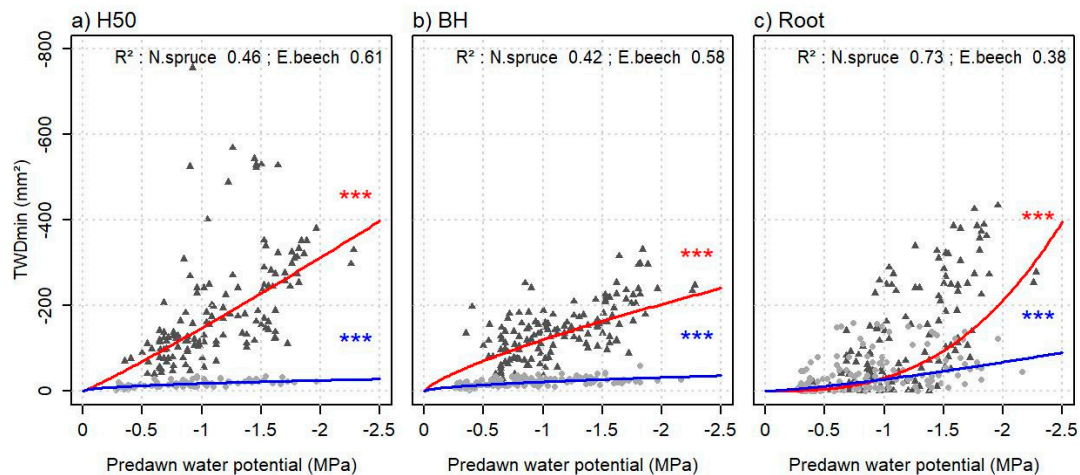 a) H50
b) BH
c) Root
R² : N.spruce 0.46 ; E.beech 0.61
R² : N.spruce 0.42 ; E.beech 0.58
R² : N.spruce 0.73 ; E.beech 0.38
-800
-600
-400
-200
0
TWDmin (mm²)
***
***
***
***
***
***
0 -0.5 -1 -1.5 -2 -2.5
0 -0.5 -1 -1.5 -2 -2.5
0 -0.5 -1 -1.5 -2 -2.5
Predawn water potential (MPa)
Predawn water potential (MPa)
Predawn water potential (MPa)